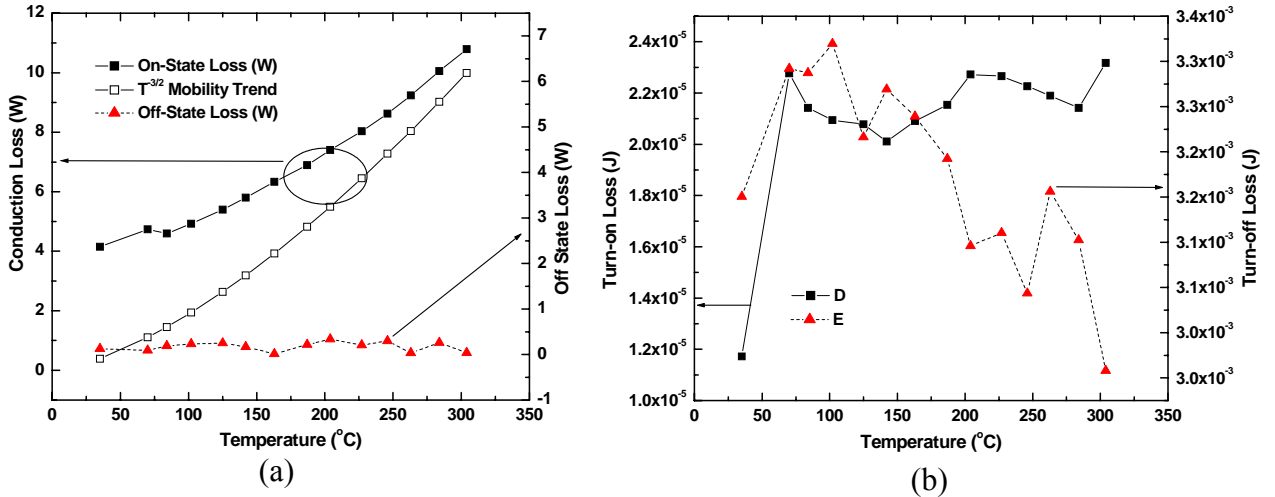 12
10
8
6
4
2
0
Conduction Loss (W)
On-State Loss (W)
T-3/2 Mobility Trend
Off-State Loss (W)
7
6
5
4
3
2
1
0
-1
Off State Loss (W)
0 50 100 150 200 250 300 350
Temperature (oC)
(a)
2.4x10-5
2.2x10-5
2.0x10-5
1.8x10-5
1.6x10-5
1.4x10-5
1.2x10-5
1.0x10-5
Turn-on Loss (J)
D
E
3.4x10-3
3.3x10-3
3.3x10-3
3.2x10-3
3.2x10-3
3.1x10-3
3.1x10-3
3.0x10-3
3.0x10-3
Turn-off Loss (J)
0 50 100 150 200 250 300 350
Temperature (oC)
(b)